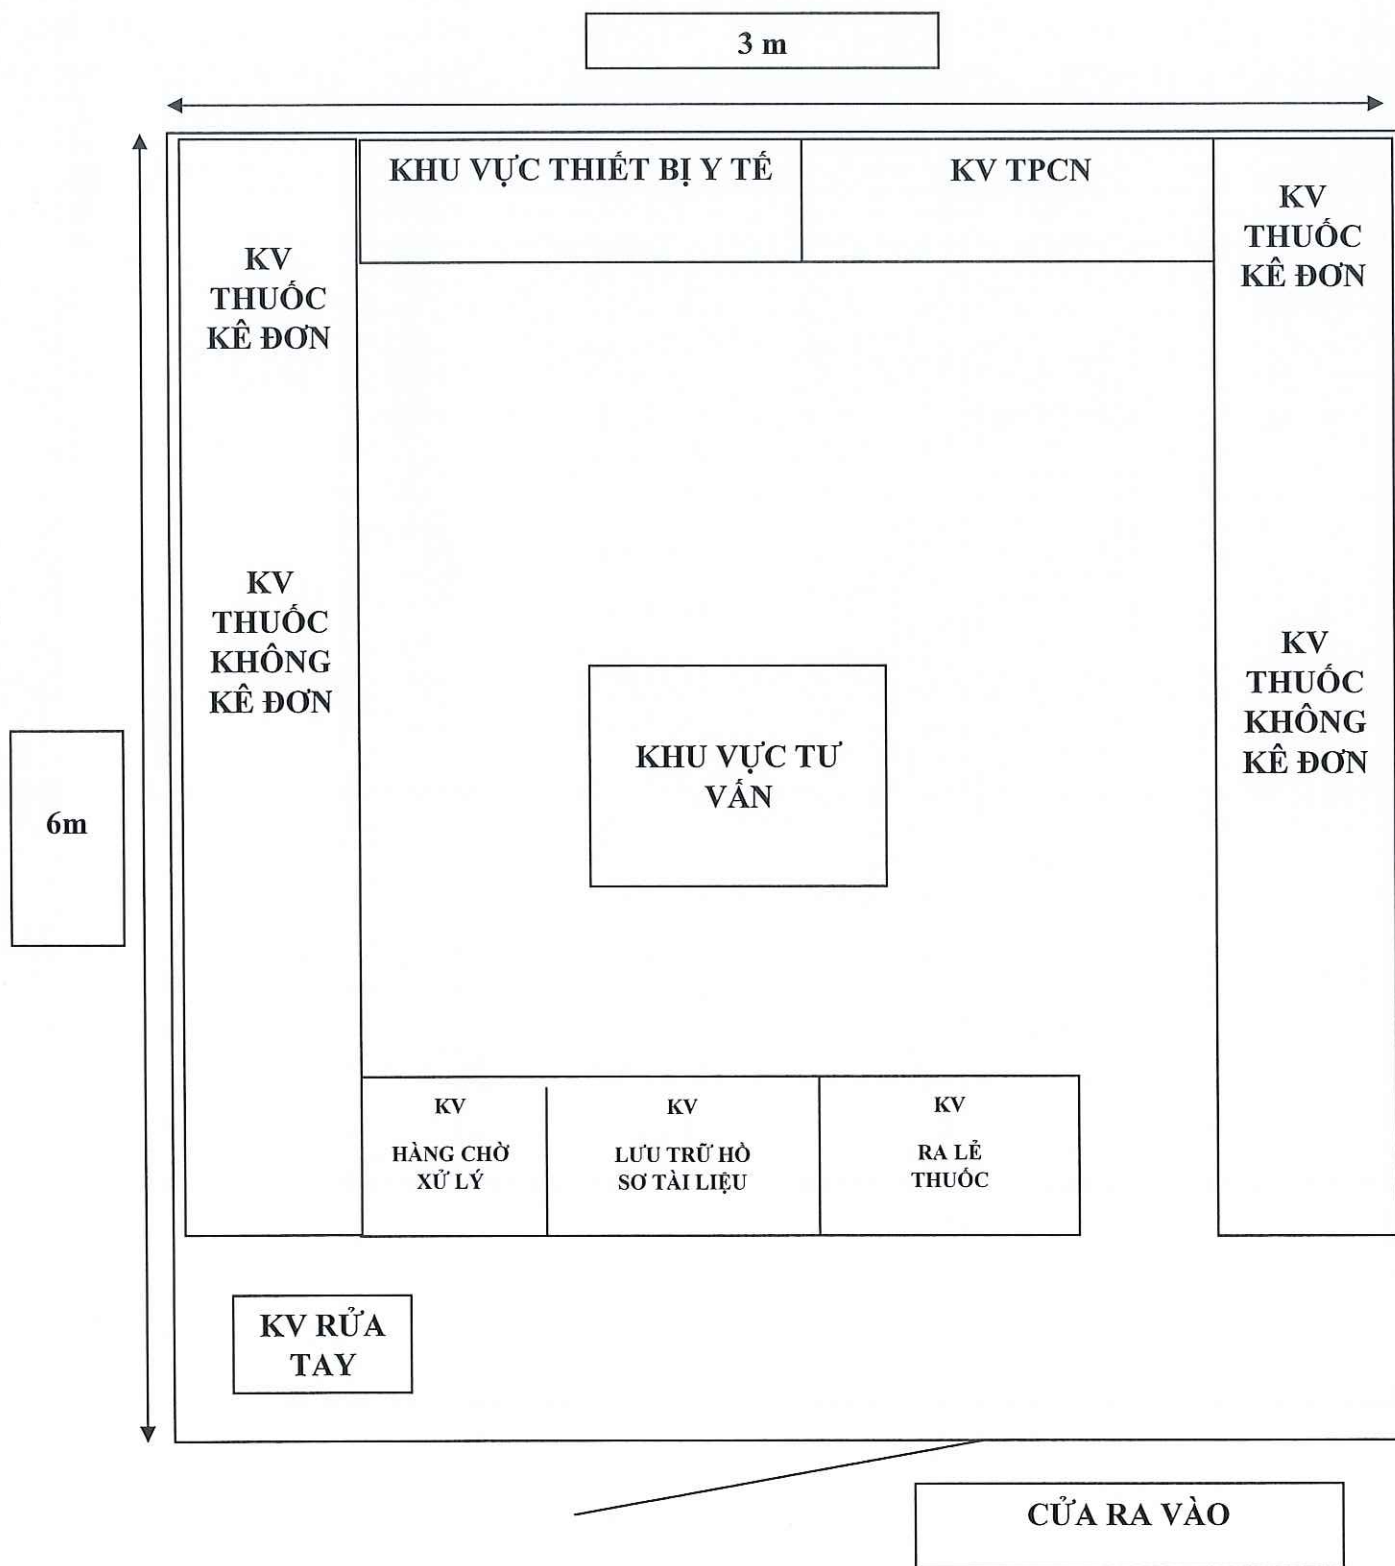 3 m
KHU VỰC THIẾT BỊ Y TẾ
KV TPCN
KV
THUỐC
KÊ ĐƠN
KV
THUỐC
KÊ ĐƠN
KV
THUỐC
KHÔNG
KÊ ĐƠN
KV
THUỐC
KHÔNG
KÊ ĐƠN
KHU VỰC TƯ
VẤN
6m
KV
HÀNG CHỜ
XỬ LÝ
KV
LƯU TRỮ HỒ
SƠ TÀI LIỆU
KV
RA LẺ
THUỐC
KV RỬA
TAY
CỬA RA VÀO